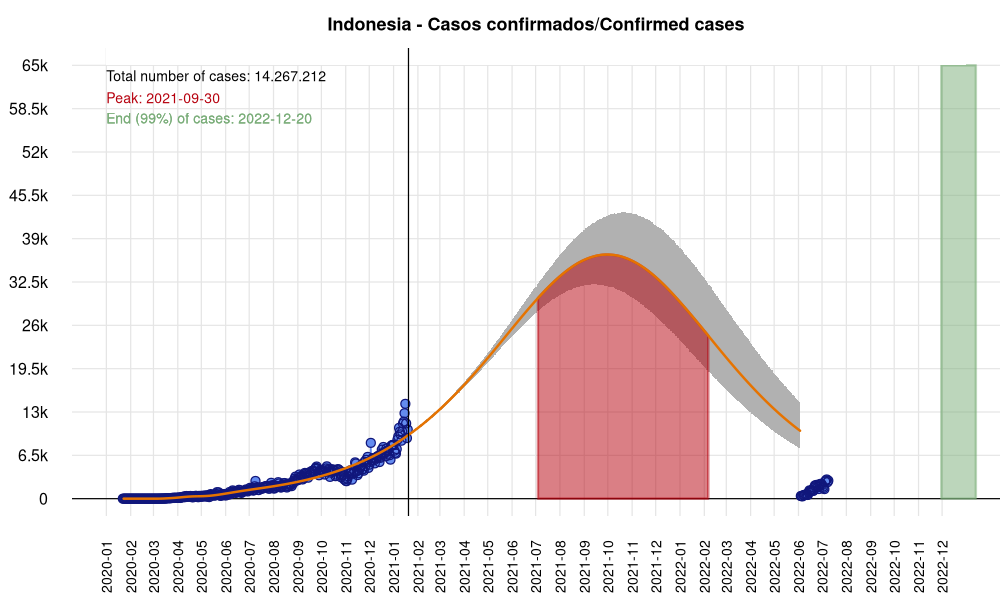 Indonesia - Casos confirmados/Confirmed cases
Total number of cases: 14.267.212
Peak: 2021-09-30
End (99%) of cases: 2022-12-20
65k
58.5k
52k
45.5k
39k
32.5k
26k
19.5k
13k
6.5k
0
2020-01
2020-02
2020-03
2020-04
2020-05
2020-06
2020-07
2020-08
2020-09
2020-10
2020-11
2020-12
2021-01
2021-02
2021-03
2021-04
2021-05
2021-06
2021-07
2021-08
2021-09
2021-10
2021-11
2021-12
2022-01
2022-02
2022-03
2022-04
2022-05
2022-06
2022-07
2022-08
2022-09
2022-10
2022-11
2022-12